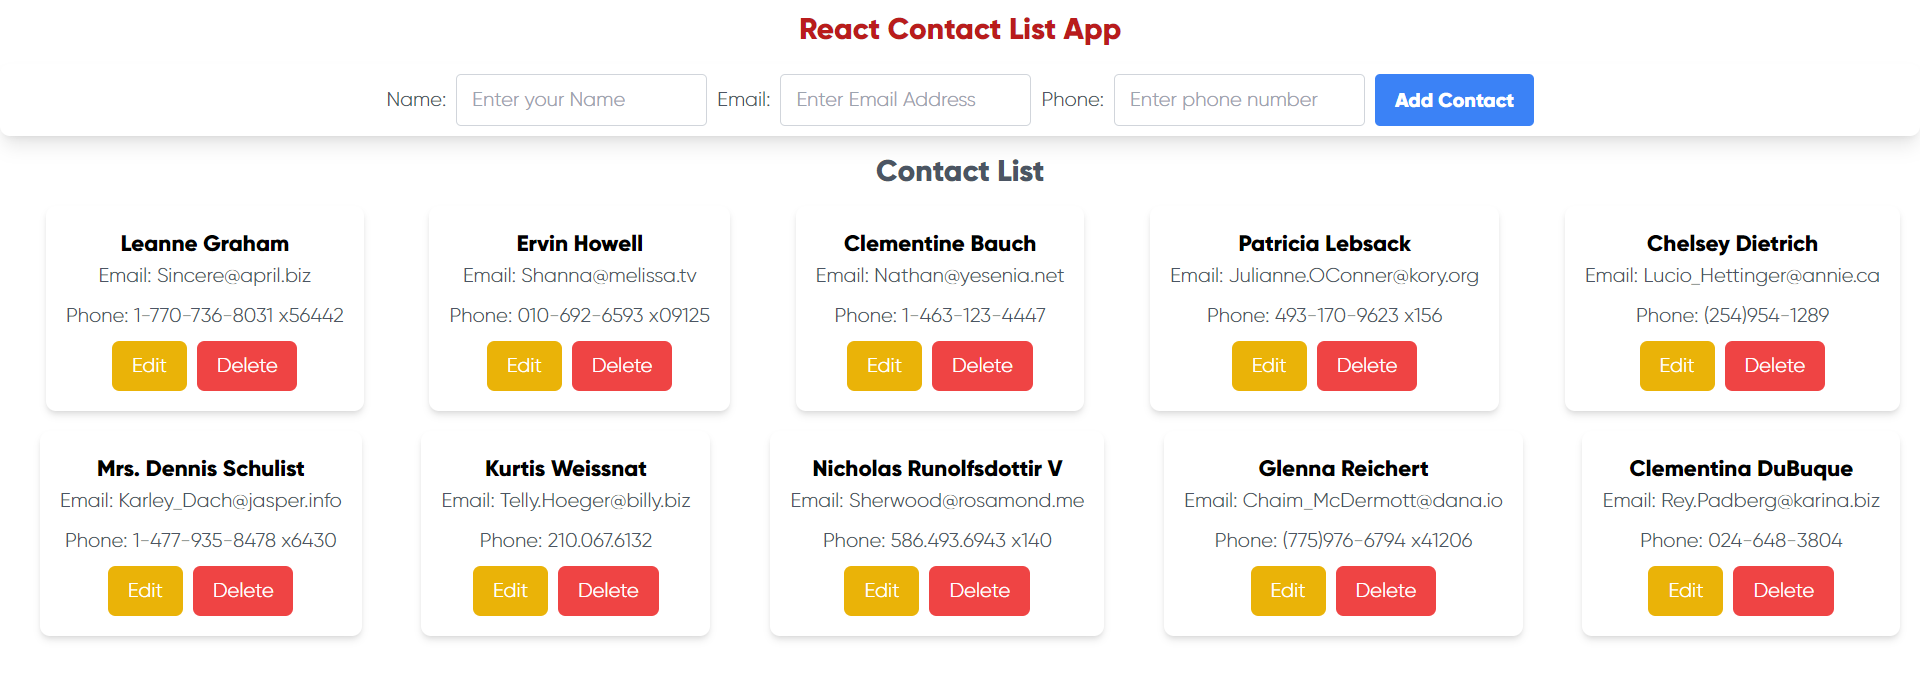 React Contact List App
Name: Enter your Name Email: Enter Email Address Phone: Enter phone number Add Contact
Contact List
Leanne Graham
Email: Sincere@april.biz
Phone: 1-770-736-8031 x56442
Edit Delete
Ervin Howell
Email: Shanna@melissa.tv
Phone: 010-692-6593 x09125
Edit Delete
Clementine Bauch
Email: Nathan@yesenia.net
Phone: 1-463-123-4447
Edit Delete
Patricia Lebsack
Email: Julianne.OConner@kory.org
Phone: 493-170-9623 x156
Edit Delete
Chelsey Dietrich
Email: Lucio_Hettinger@annie.ca
Phone: (254)954-1289
Edit Delete
Mrs. Dennis Schulist
Email: Karley_Dach@jasper.info
Phone: 1-477-935-8478 x6430
Edit Delete
Kurtis Weissnat
Email: Telly.Hoeger@billy.biz
Phone: 210.067.6132
Edit Delete
Nicholas Runolfsdottir V
Email: Sherwood@rosamond.me
Phone: 586.493.6943 x140
Edit Delete
Glenna Reichert
Email: Chaim_McDermott@dana.io
Phone: (775)976-6794 x41206
Edit Delete
Clementina DuBuque
Email: Rey.Padberg@karina.biz
Phone: 024-648-3804
Edit Delete